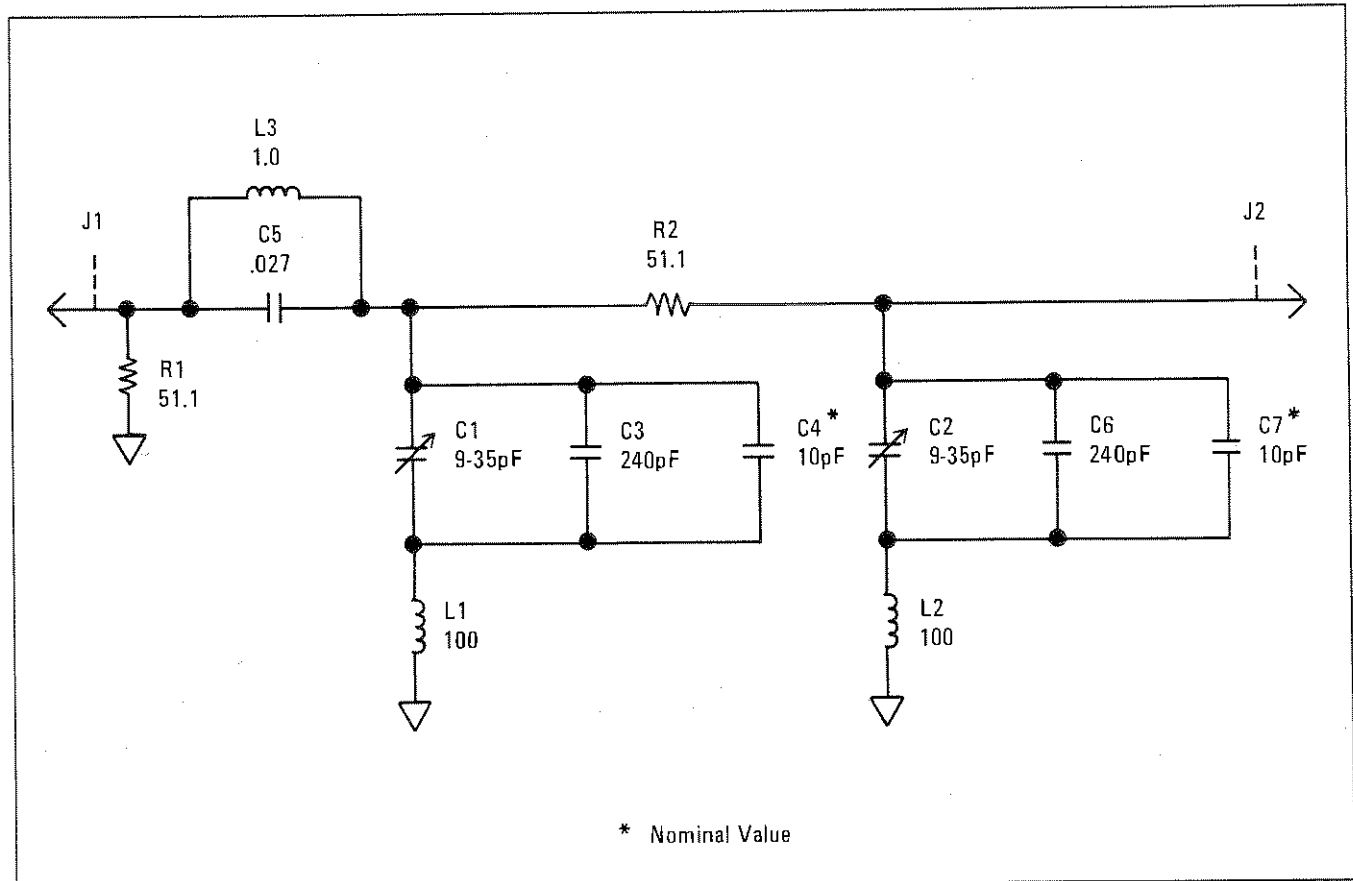 L3
1.0
J1
C5
.027
R2
51.1
J2
R1
51.1
C1
9-35pF
C3
240pF
C4*
10pF
C2
9-35pF
C6
240pF
C7*
10pF
L1
100
L2
100
* Nominal Value